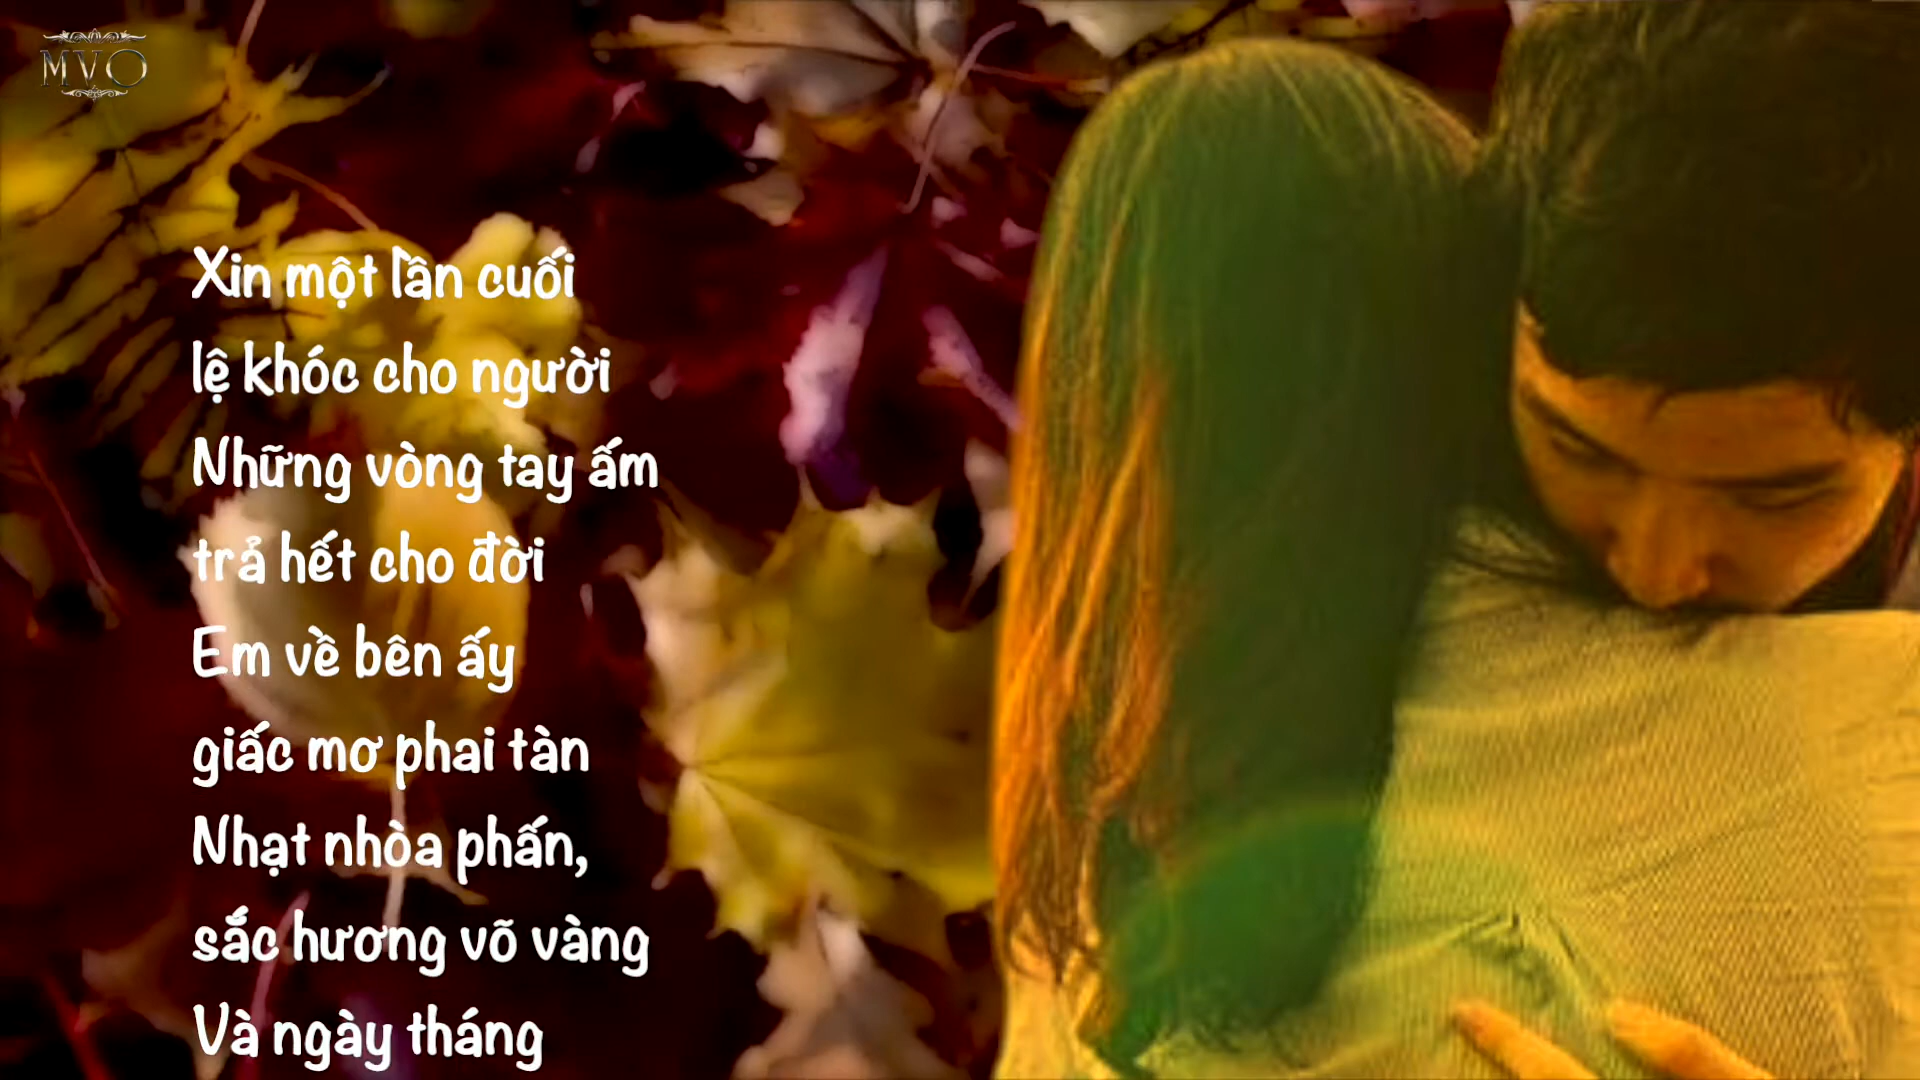 MVO
Xin một lần cuối
lệ khóc cho người
Những vòng tay ấm
trả hết cho đời
Em về bên ấy
giấc mơ phai tàn
Nhạt nhòa phấn,
sắc hương võ vàng
Và ngày tháng